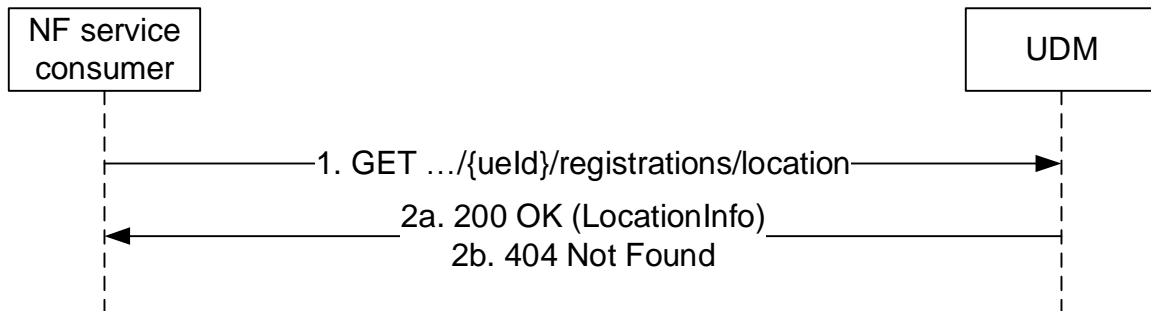 NF service
consumer
UDM
1. GET …/{ueId}/registrations/location
2a. 200 OK (LocationInfo)
2b. 404 Not Found